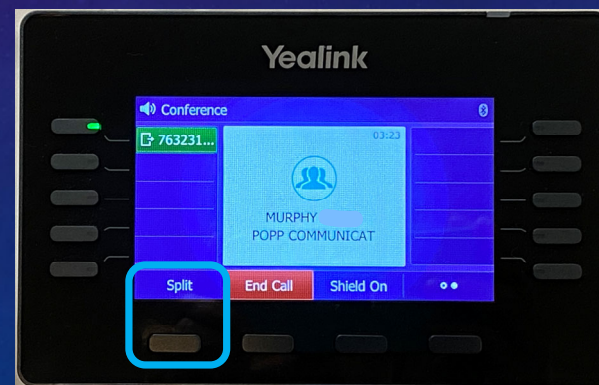 Yealink
Conference
763231...
03:23
MURPHY
POPP COMMUNICAT
Split
End Call
Shield On